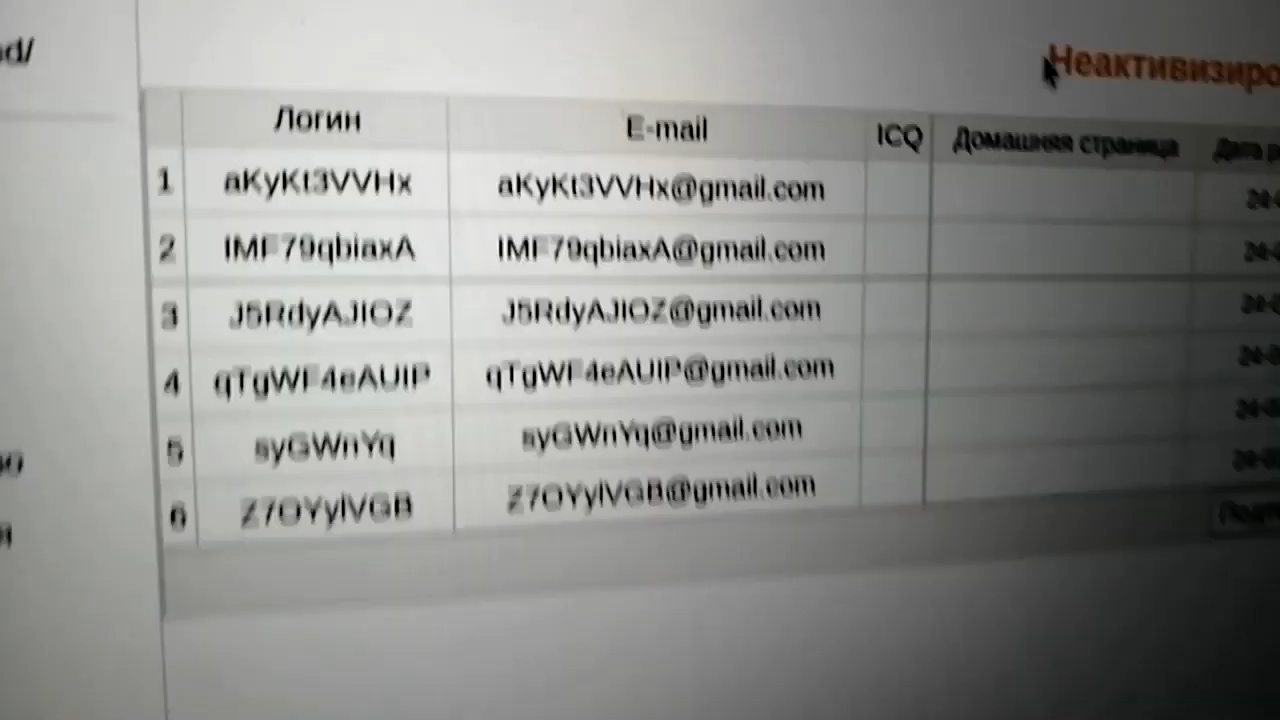 Неактивизиро
Логин E-mail ICQ Домашняя страница Дата р
1 aKyKt3VVHx aKyKt3VVHx@gmail.com
2 IMF79qbiaxA IMF79qbiaxA@gmail.com
3 J5RdyAJIOZ J5RdyAJIOZ@gmail.com
4 qTgWF4eAUIP qTgWF4eAUIP@gmail.com
5 syGWnYq syGWnYq@gmail.com
6 Z7OYylVGB Z7OYylVGB@gmail.com